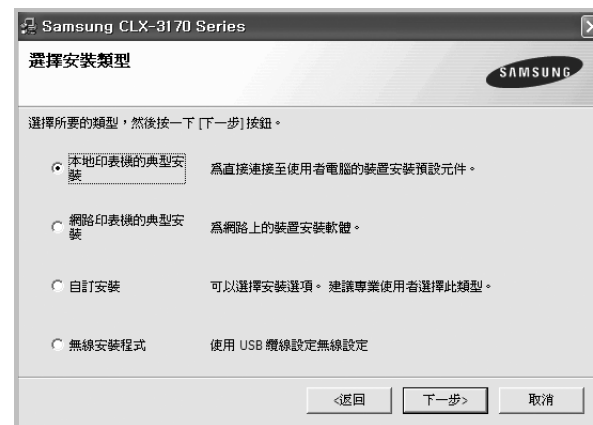 Samsung CLX-3170 Series
選擇安裝類型
SAMSUNG
選擇所要的類型，然後按一下 [下一步] 按鈕。
本地印表機的典型安
裝
為直接連接至使用者電腦的裝置安裝預設元件。
網路印表機的典型安
裝
為網路上的裝置安裝軟體。
自訂安裝
可以選擇安裝選項。 建議專業使用者選擇此類型。
無線安裝程式
使用 USB 纜線設定無線設定
<返回
下一步>
取消